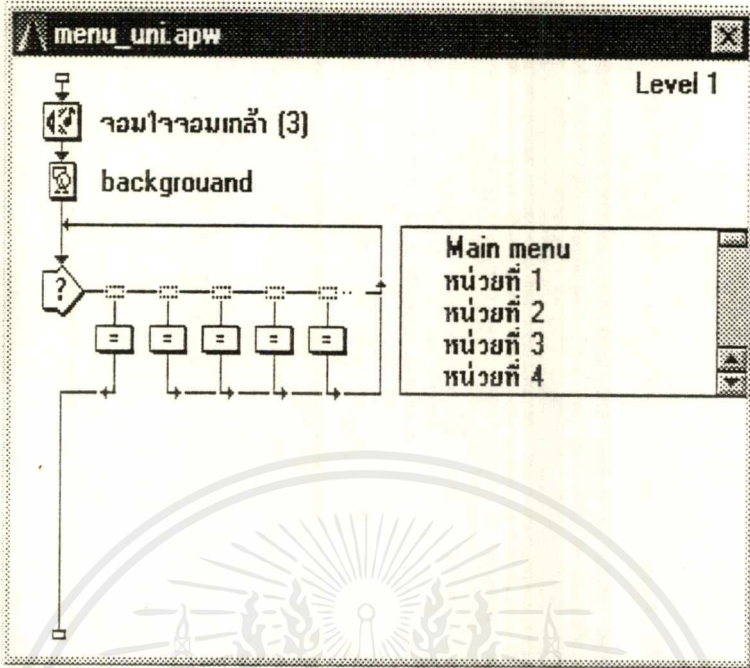 menu_uni.apw
Level 1
จอมใจจอมเกล้า (3)
backgrouand
?
Main menu
หน่วยที่ 1
หน่วยที่ 2
หน่วยที่ 3
หน่วยที่ 4
= = = = =